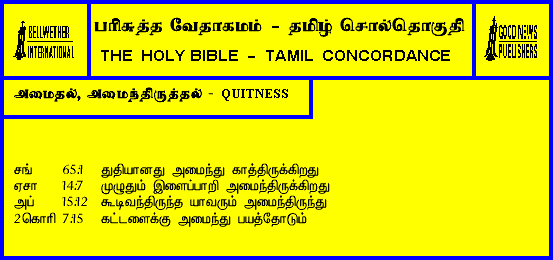 BELLWETHER
INTERNATIONAL
பரிசுத்த வேதாகமம் - தமிழ் சொல்தொகுதி
THE HOLY BIBLE - TAMIL CONCORDANCE
GOOD NEWS
PUBLISHERS
அமைதல், அமைந்திருத்தல் - QUITNESS
சங் 65:1 துதியானது அமைந்து காத்திருக்கிறது
ஏசா 14:7 முழுதும் இளைப்பாறி அமைந்திருக்கிறது
அப் 15:12 கூடிவந்திருந்த யாவரும் அமைந்திருந்து
2கொரி 7:15 கட்டளைக்கு அமைந்து பயத்தோடும்